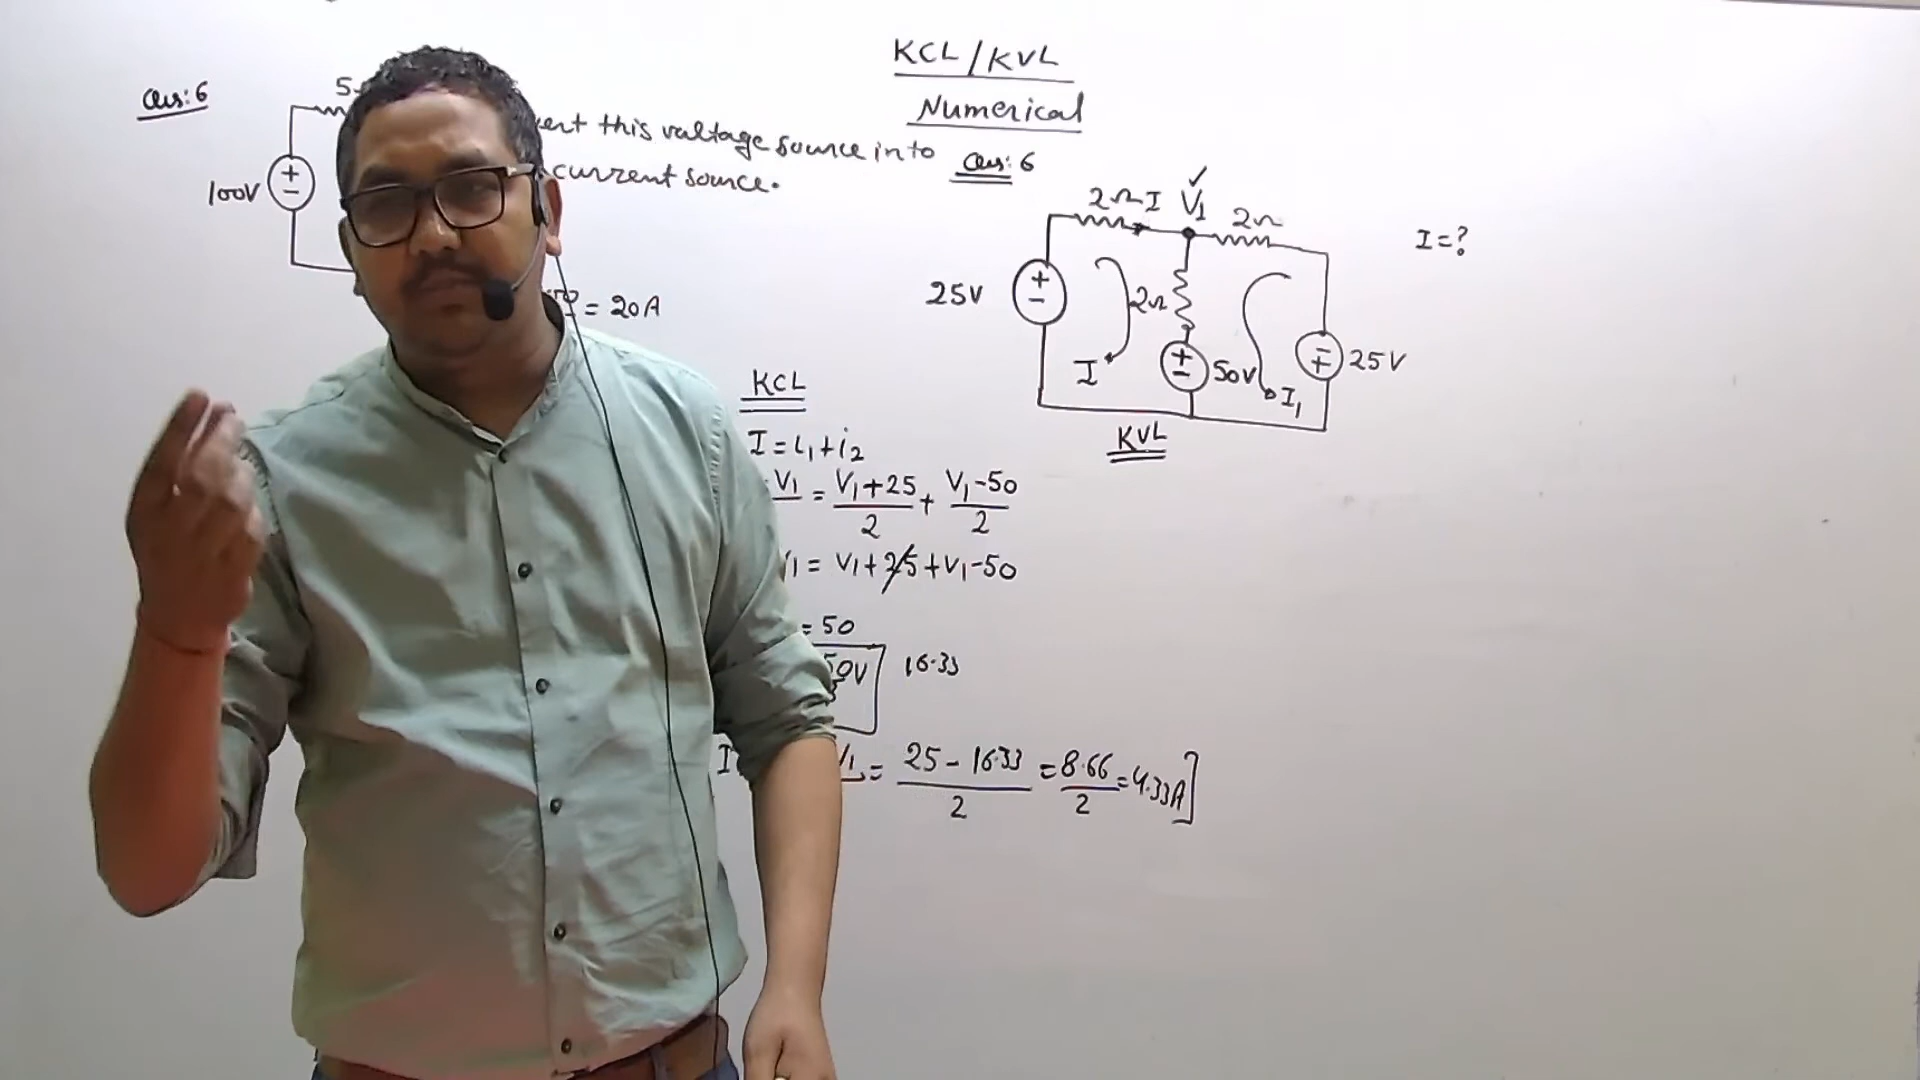 KCL/KVL
Numerical
Ques: 6
5
100V
+
-
this voltage source into
current source.
= 20A
Ques: 6
2Ω I V₁ ✓
2Ω
I = ?
25V
+
-
2Ω
I
+
-
50V
I₁
-
+
25V
KVL
KCL
I = i₁ + i₂
V₁ = V₁+25/2 + V₁-50/2
= V₁+25+V₁-50
= 50
50V 16.33
I
= 25 - 16.33/2 = 8.66/2 = 4.33A]